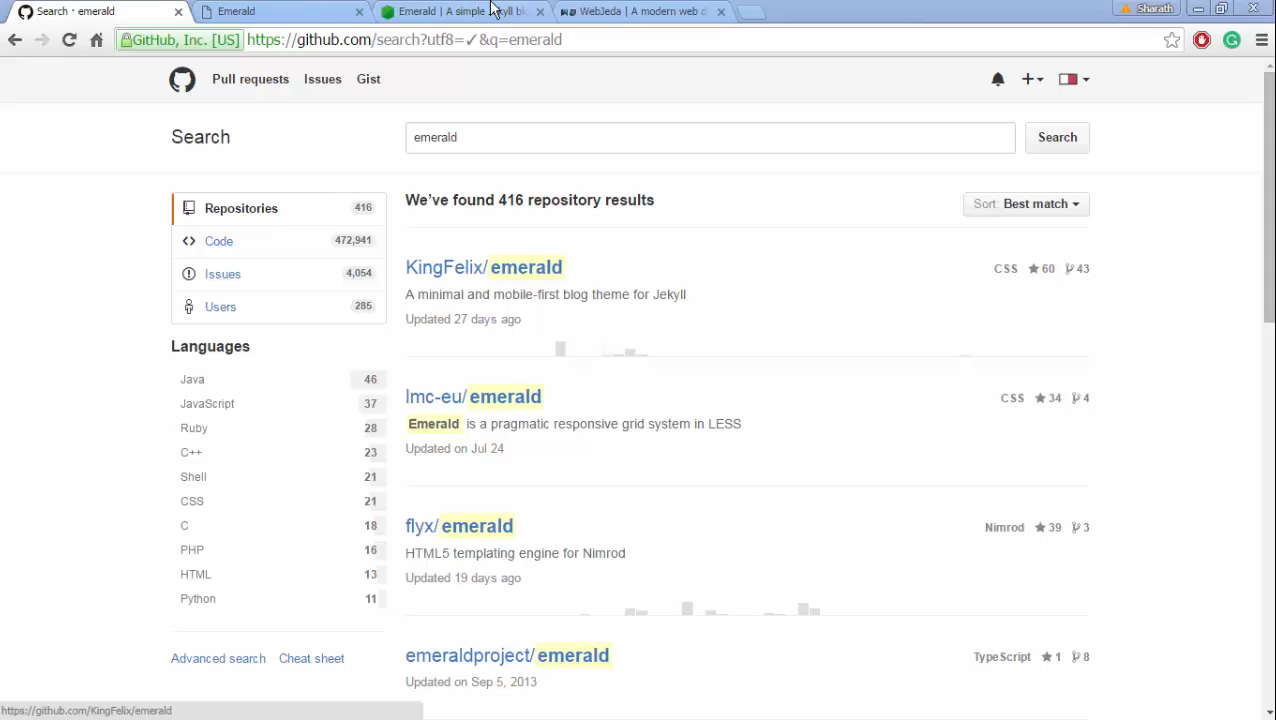 Search · emerald
Emerald
Emerald | A simple Jekyll bl
WebJeda | A modern web d
Sharath
GitHub, Inc. [US] https://github.com/search?utf8=✓&q=emerald
Pull requests Issues Gist
Search
emerald
Search
Repositories 416
Code 472,941
Issues 4,054
Users 285
Languages
Java 46
JavaScript 37
Ruby 28
C++ 23
Shell 21
CSS 21
C 18
PHP 16
HTML 13
Python 11
Advanced search Cheat sheet
We’ve found 416 repository results
Sort: Best match
KingFelix/emerald
CSS 60 43
A minimal and mobile-first blog theme for Jekyll
Updated 27 days ago
lmc-eu/emerald
CSS 34 4
Emerald is a pragmatic responsive grid system in LESS
Updated on Jul 24
flyx/emerald
Nimrod 39 3
HTML5 templating engine for Nimrod
Updated 19 days ago
emeraldproject/emerald
TypeScript 1 8
Updated on Sep 5, 2013
https://github.com/KingFelix/emerald